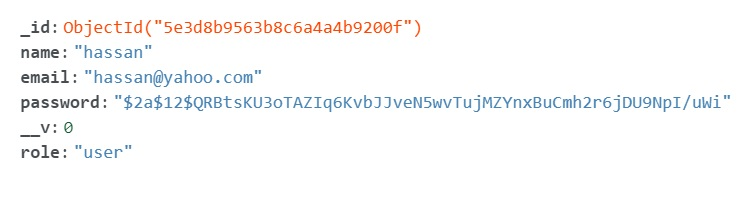 _id: ObjectId("5e3d8b9563b8c6a4a4b9200f")
name: "hassan"
email: "hassan@yahoo.com"
password: "$2a$12$QRBtsKU3oTAZIq6KvbJJveN5wvTujMZYnxBuCmh2r6jDU9NpI/uWi"
__v: 0
role: "user"